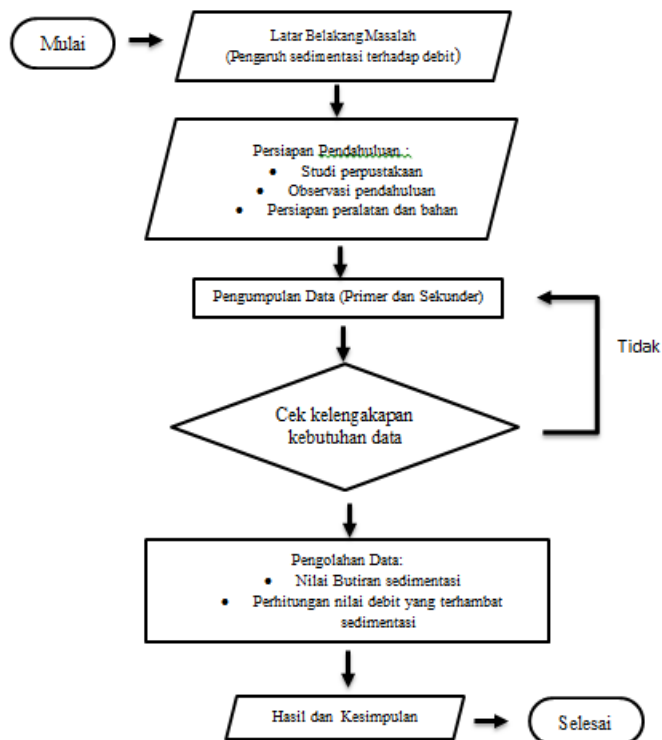 Mulai
Latar Belakang Masalah
(Pengaruh sedimentasi terhadap debit)
Persiapan Pendahuluan :
• Studi perpustakaan
• Observasi pendahuluan
• Persiapan peralatan dan bahan
Pengumpulan Data (Primer dan Sekunder)
Tidak
Cek kelengakapan
kebutuhan data
Pengolahan Data:
• Nilai Butiran sedimentasi
• Perhitungan nilai debit yang terhambat
sedimentasi
Hasil dan Kesimpulan
Selesai